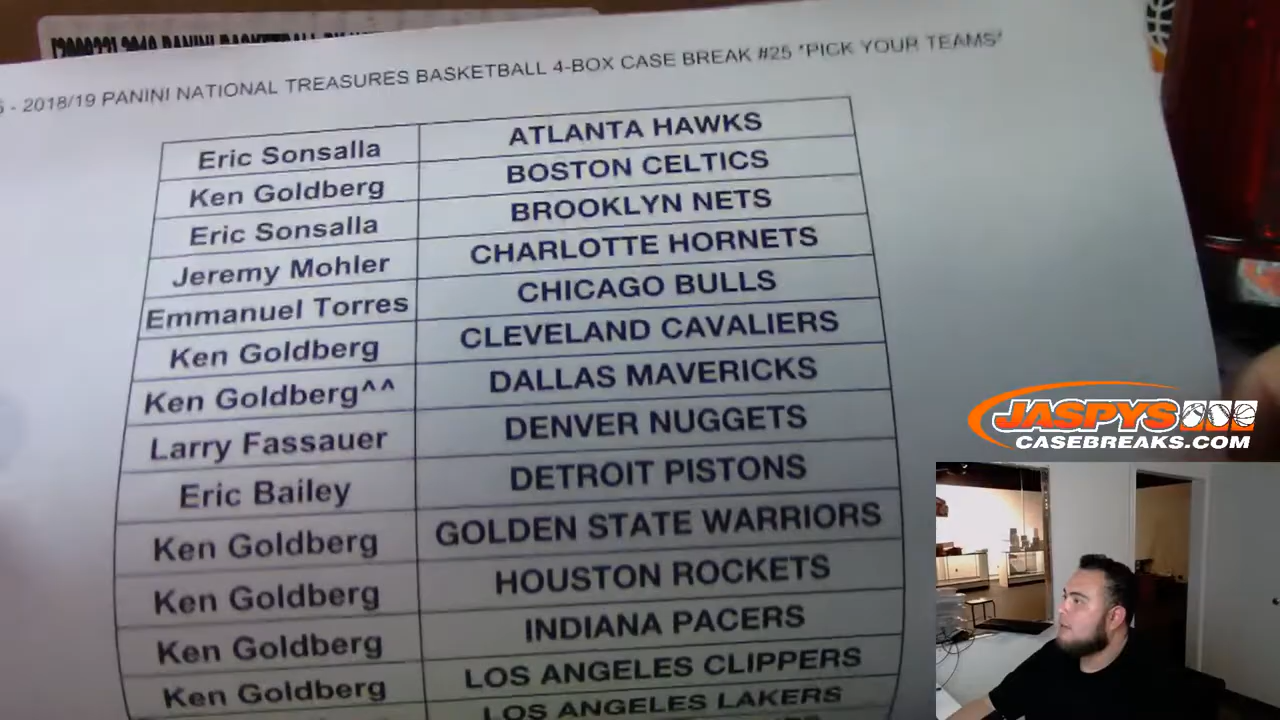 PANINI BASKETBALL
- 2018/19 PANINI NATIONAL TREASURES BASKETBALL 4-BOX CASE BREAK #25 *PICK YOUR TEAMS*
Eric Sonsalla ATLANTA HAWKS
Ken Goldberg BOSTON CELTICS
Eric Sonsalla BROOKLYN NETS
Jeremy Mohler CHARLOTTE HORNETS
Emmanuel Torres CHICAGO BULLS
Ken Goldberg CLEVELAND CAVALIERS
Ken Goldberg^^ DALLAS MAVERICKS
Larry Fassauer DENVER NUGGETS
Eric Bailey DETROIT PISTONS
Ken Goldberg GOLDEN STATE WARRIORS
Ken Goldberg HOUSTON ROCKETS
Ken Goldberg INDIANA PACERS
Ken Goldberg LOS ANGELES CLIPPERS
LOS ANGELES LAKERS
JASPYS
CASEBREAKS.COM